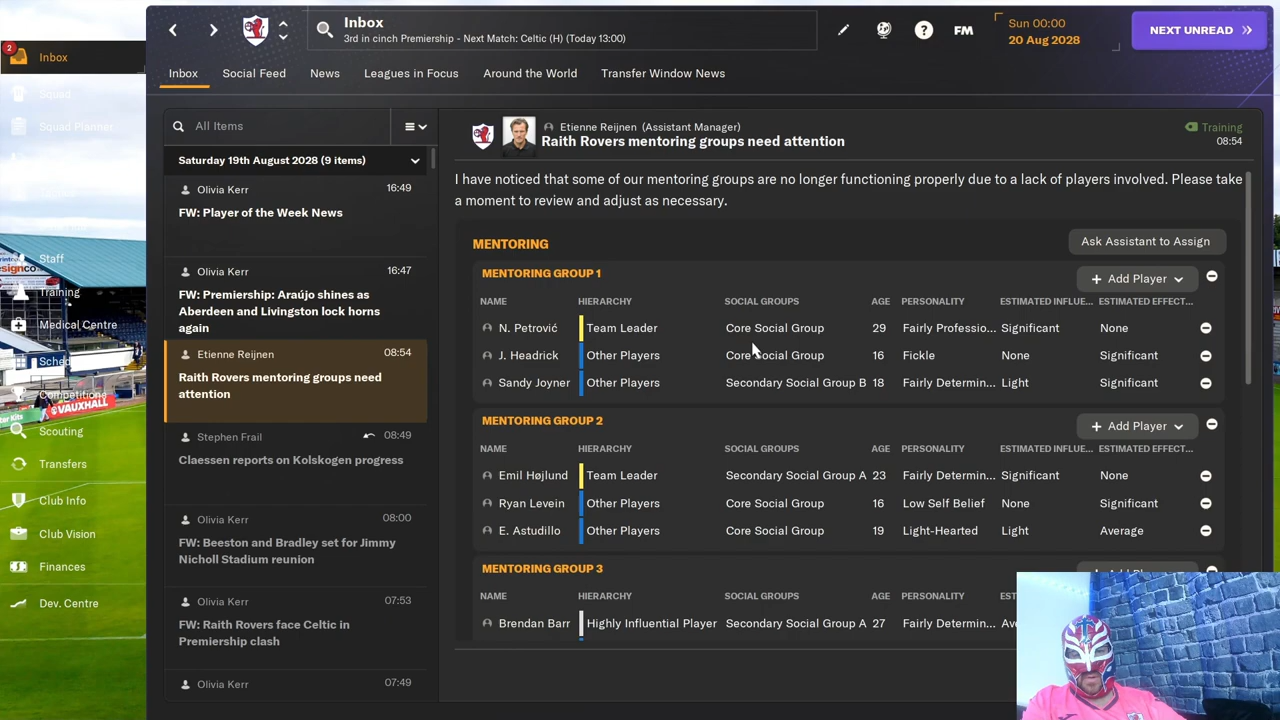 Inbox
3rd in cinch Premiership - Next Match: Celtic (H) (Today 13:00)
FM
Sun 00:00
20 Aug 2028
NEXT UNREAD
2
Inbox
Squad
Squad Planner
Staff
Training
Medical Centre
Sched
Competitions
Scouting
Transfers
Club Info
Club Vision
Finances
Dev. Centre
VAUXHALL
Inbox
Social Feed
News
Leagues in Focus
Around the World
Transfer Window News
All Items
Saturday 19th August 2028 (9 items)
Olivia Kerr 16:49
FW: Player of the Week News
Olivia Kerr 16:47
FW: Premiership: Araújo shines as
Aberdeen and Livingston lock horns
again
Etienne Reijnen 08:54
Raith Rovers mentoring groups need
attention
Stephen Frail 08:49
Claessen reports on Kolskogen progress
Olivia Kerr 08:00
FW: Beeston and Bradley set for Jimmy
Nicholl Stadium reunion
Olivia Kerr 07:53
FW: Raith Rovers face Celtic in
Premiership clash
Olivia Kerr 07:49
Etienne Reijnen (Assistant Manager)
Raith Rovers mentoring groups need attention
Training
08:54
I have noticed that some of our mentoring groups are no longer functioning properly due to a lack of players involved. Please take
a moment to review and adjust as necessary.
MENTORING
Ask Assistant to Assign
MENTORING GROUP 1
Add Player
NAME HIERARCHY SOCIAL GROUPS AGE PERSONALITY ESTIMATED INFLUE... ESTIMATED EFFECT...
N. Petrović Team Leader Core Social Group 29 Fairly Professio... Significant None
J. Headrick Other Players Core Social Group 16 Fickle None Significant
Sandy Joyner Other Players Secondary Social Group B 18 Fairly Determin... Light Significant
MENTORING GROUP 2
Add Player
NAME HIERARCHY SOCIAL GROUPS AGE PERSONALITY ESTIMATED INFLUE... ESTIMATED EFFECT...
Emil Højlund Team Leader Secondary Social Group A 23 Fairly Determin... Significant None
Ryan Levein Other Players Core Social Group 16 Low Self Belief None Significant
E. Astudillo Other Players Core Social Group 19 Light-Hearted Light Average
MENTORING GROUP 3
NAME HIERARCHY SOCIAL GROUPS AGE PERSONALITY
Brendan Barr Highly Influential Player Secondary Social Group A 27 Fairly Determin...